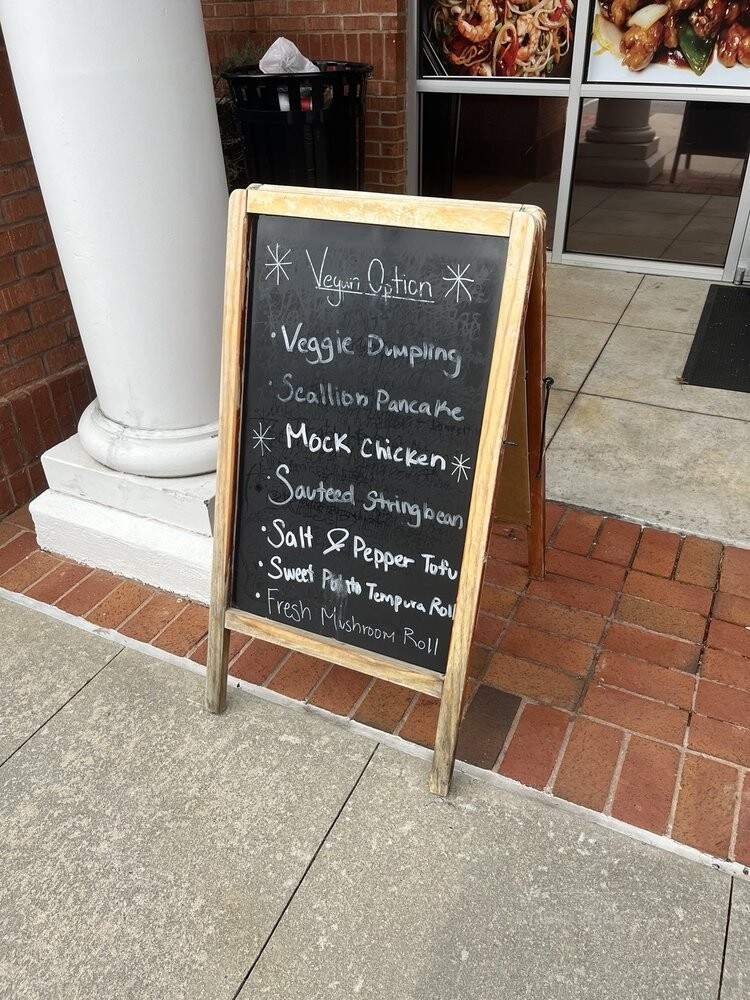 Vegan Option
• Veggie Dumpling
• Scallion Pancake
Mock Chicken
• Sauteed Stringbean
• Salt & Pepper Tofu
• Sweet Potato Tempura Roll
• Fresh Mushroom Roll